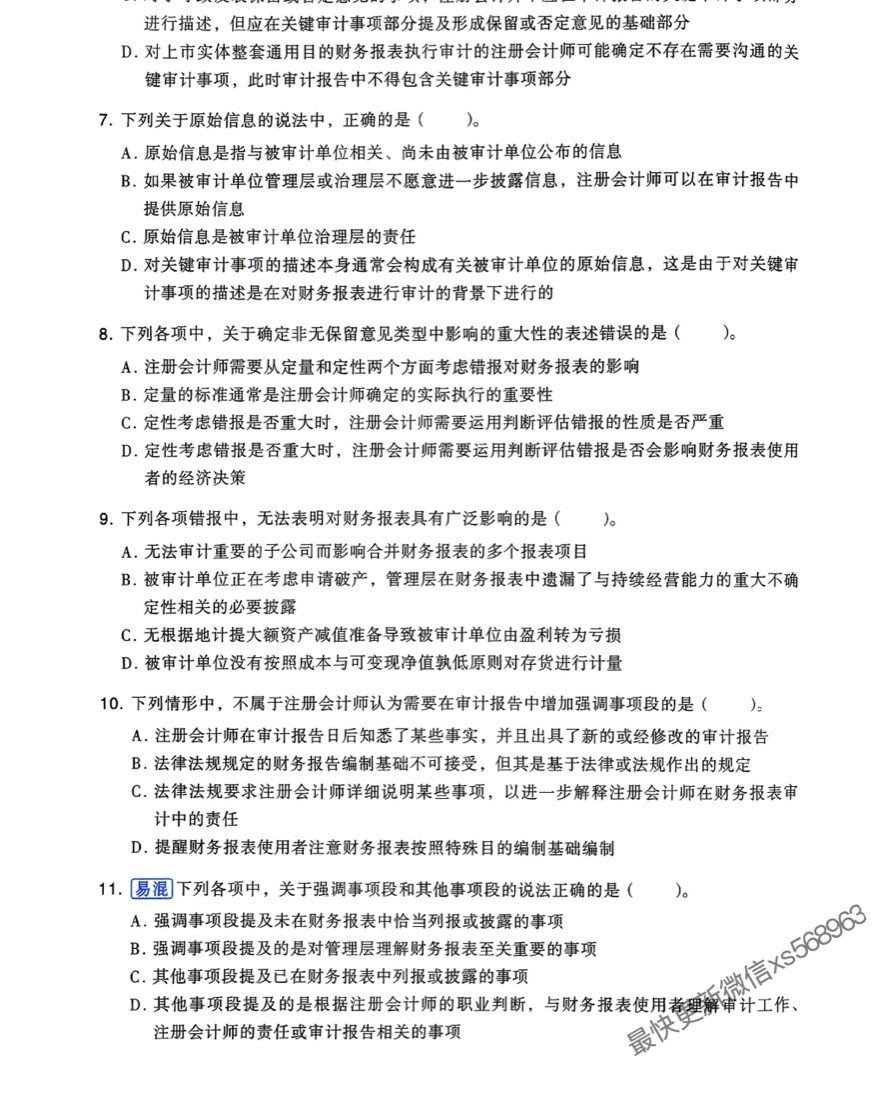 进行描述，但应在关键审计事项部分提及形成保留或否定意见的基础部分
D. 对上市实体整套通用目的财务报表执行审计的注册会计师可能确定不存在需要沟通的关
键审计事项，此时审计报告中不得包含关键审计事项部分
7. 下列关于原始信息的说法中，正确的是（　　）。
A. 原始信息是指与被审计单位相关、尚未由被审计单位公布的信息
B. 如果被审计单位管理层或治理层不愿意进一步披露信息，注册会计师可以在审计报告中
提供原始信息
C. 原始信息是被审计单位治理层的责任
D. 对关键审计事项的描述本身通常会构成有关被审计单位的原始信息，这是由于对关键审
计事项的描述是在对财务报表进行审计的背景下进行的
8. 下列各项中，关于确定非无保留意见类型中影响的重大性的表述错误的是（　　）。
A. 注册会计师需要从定量和定性两个方面考虑错报对财务报表的影响
B. 定量的标准通常是注册会计师确定的实际执行的重要性
C. 定性考虑错报是否重大时，注册会计师需要运用判断评估错报的性质是否严重
D. 定性考虑错报是否重大时，注册会计师需要运用判断评估错报是否会影响财务报表使用
者的经济决策
9. 下列各项错报中，无法表明对财务报表具有广泛影响的是（　　）。
A. 无法审计重要的子公司而影响合并财务报表的多个报表项目
B. 被审计单位正在考虑申请破产，管理层在财务报表中遗漏了与持续经营能力的重大不确
定性相关的必要披露
C. 无根据地计提大额资产减值准备导致被审计单位由盈利转为亏损
D. 被审计单位没有按照成本与可变现净值孰低原则对存货进行计量
10. 下列情形中，不属于注册会计师认为需要在审计报告中增加强调事项段的是（　　）。
A. 注册会计师在审计报告日后知悉了某些事实，并且出具了新的或经修改的审计报告
B. 法律法规规定的财务报告编制基础不可接受，但其是基于法律或法规作出的规定
C. 法律法规要求注册会计师详细说明某些事项，以进一步解释注册会计师在财务报表审
计中的责任
D. 提醒财务报表使用者注意财务报表按照特殊目的编制基础编制
11. 易混 下列各项中，关于强调事项段和其他事项段的说法正确的是（　　）。
A. 强调事项段提及未在财务报表中恰当列报或披露的事项
B. 强调事项段提及的是对管理层理解财务报表至关重要的事项
C. 其他事项段提及已在财务报表中列报或披露的事项
D. 其他事项段提及的是根据注册会计师的职业判断，与财务报表使用者理解审计工作、
注册会计师的责任或审计报告相关的事项
最快更新微信xs568963